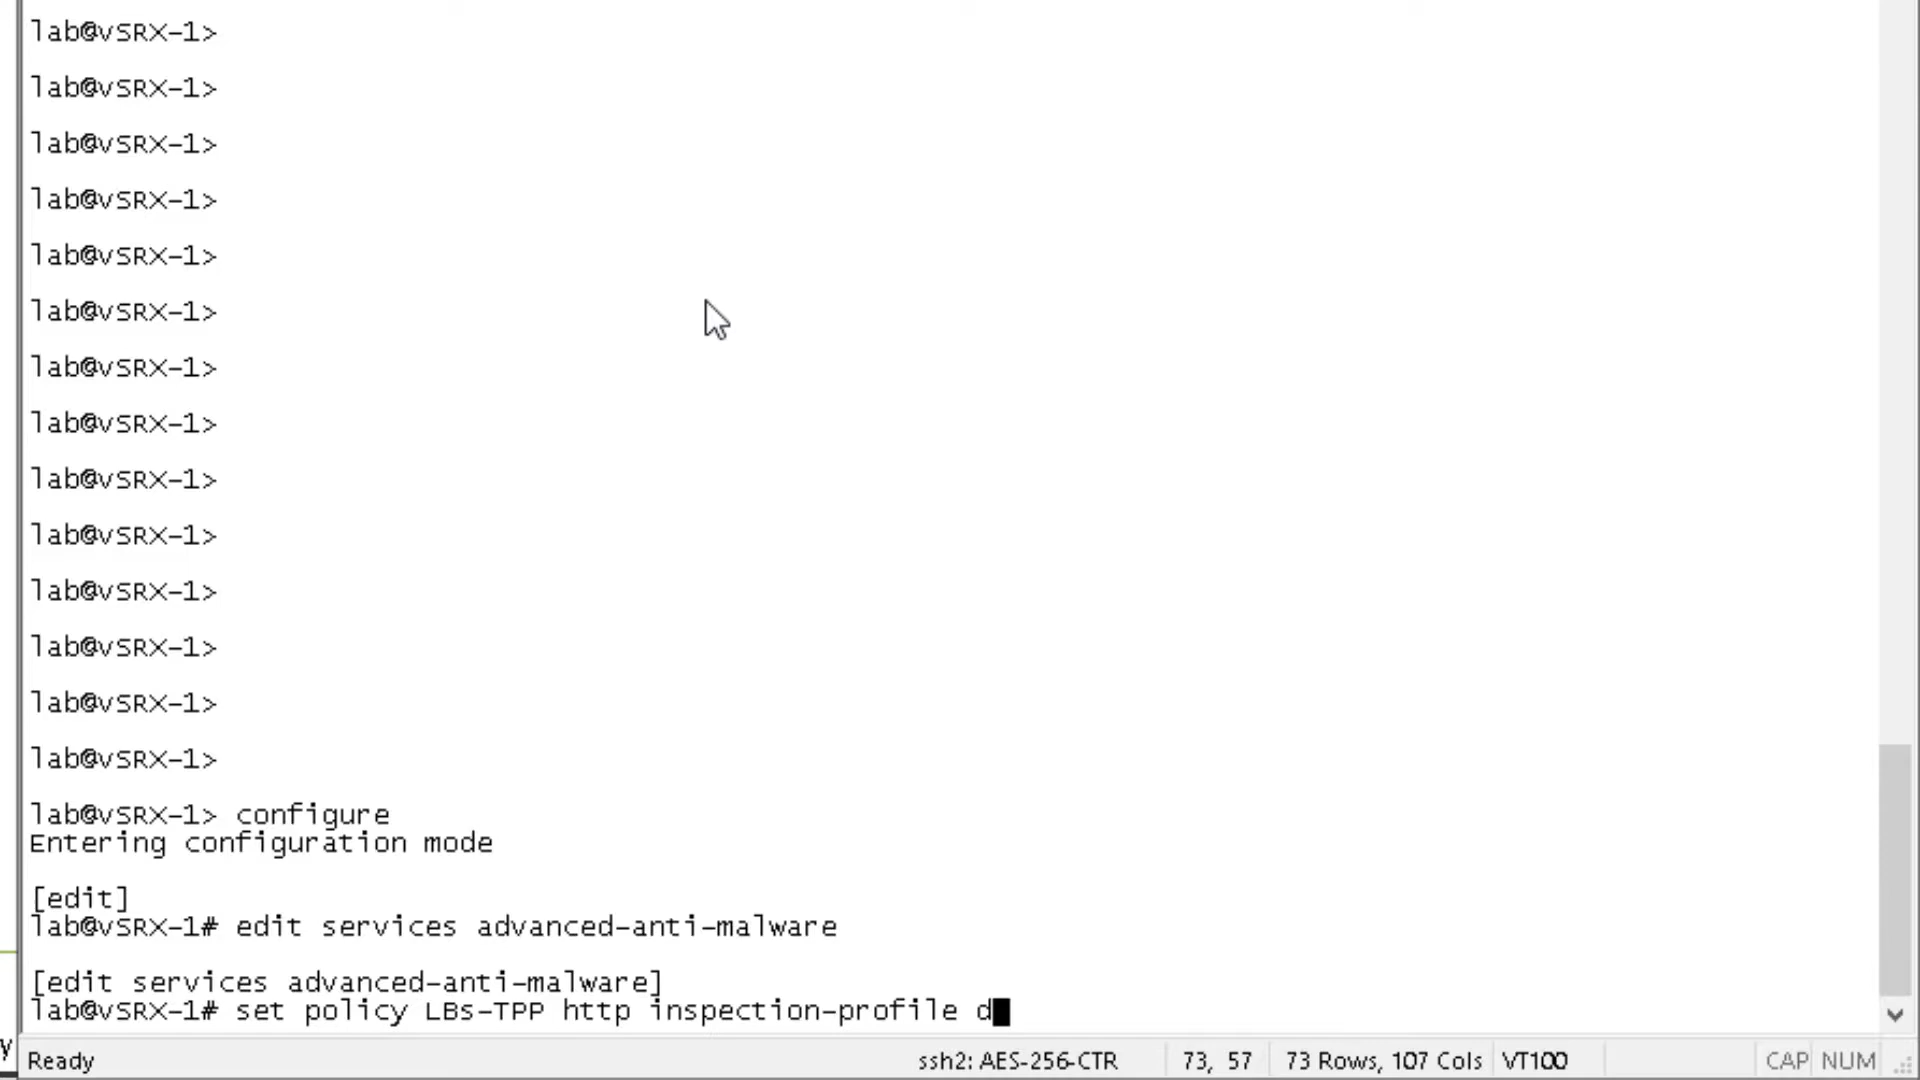 lab@vSRX-1>
lab@vSRX-1>
lab@vSRX-1>
lab@vSRX-1>
lab@vSRX-1>
lab@vSRX-1>
lab@vSRX-1>
lab@vSRX-1>
lab@vSRX-1>
lab@vSRX-1>
lab@vSRX-1>
lab@vSRX-1>
lab@vSRX-1>
lab@vSRX-1>
lab@vSRX-1> configure
Entering configuration mode
[edit]
lab@vSRX-1# edit services advanced-anti-malware
[edit services advanced-anti-malware]
lab@vSRX-1# set policy LBs-TPP http inspection-profile d
y
Ready ssh2: AES-256-CTR 73, 57 73 Rows, 107 Cols VT100 CAP NUM